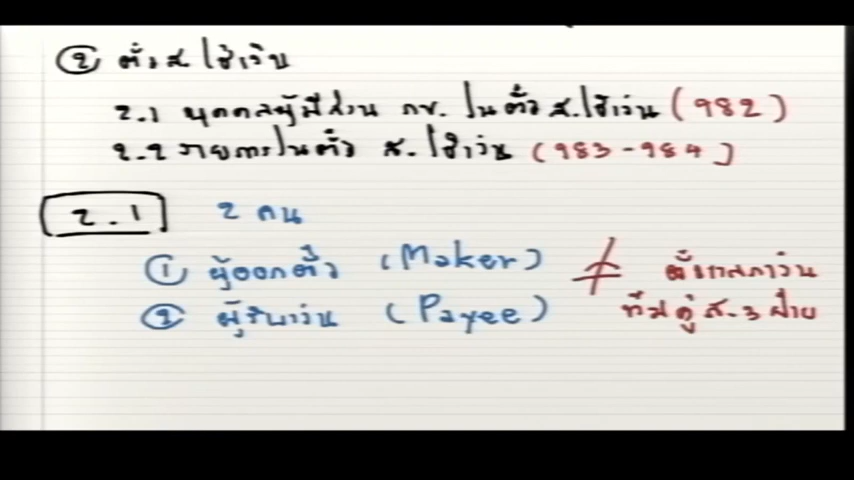 ② ตั๋วส ใช้เงิน
2.1 บุคคลผู้มีส่วน กข. ในตั๋ว ส.ใช้เงิน (982)
2.2 รายการในตั๋ว ส.ใช้เงิน (983-984)
2.1 2 คน
① ผู้ออกตั๋ว (Maker) ≠ ตั๋วแลกเงิน
② ผู้รับเงิน (Payee) ที่มีคู่ ส. 3 ฝ่าย